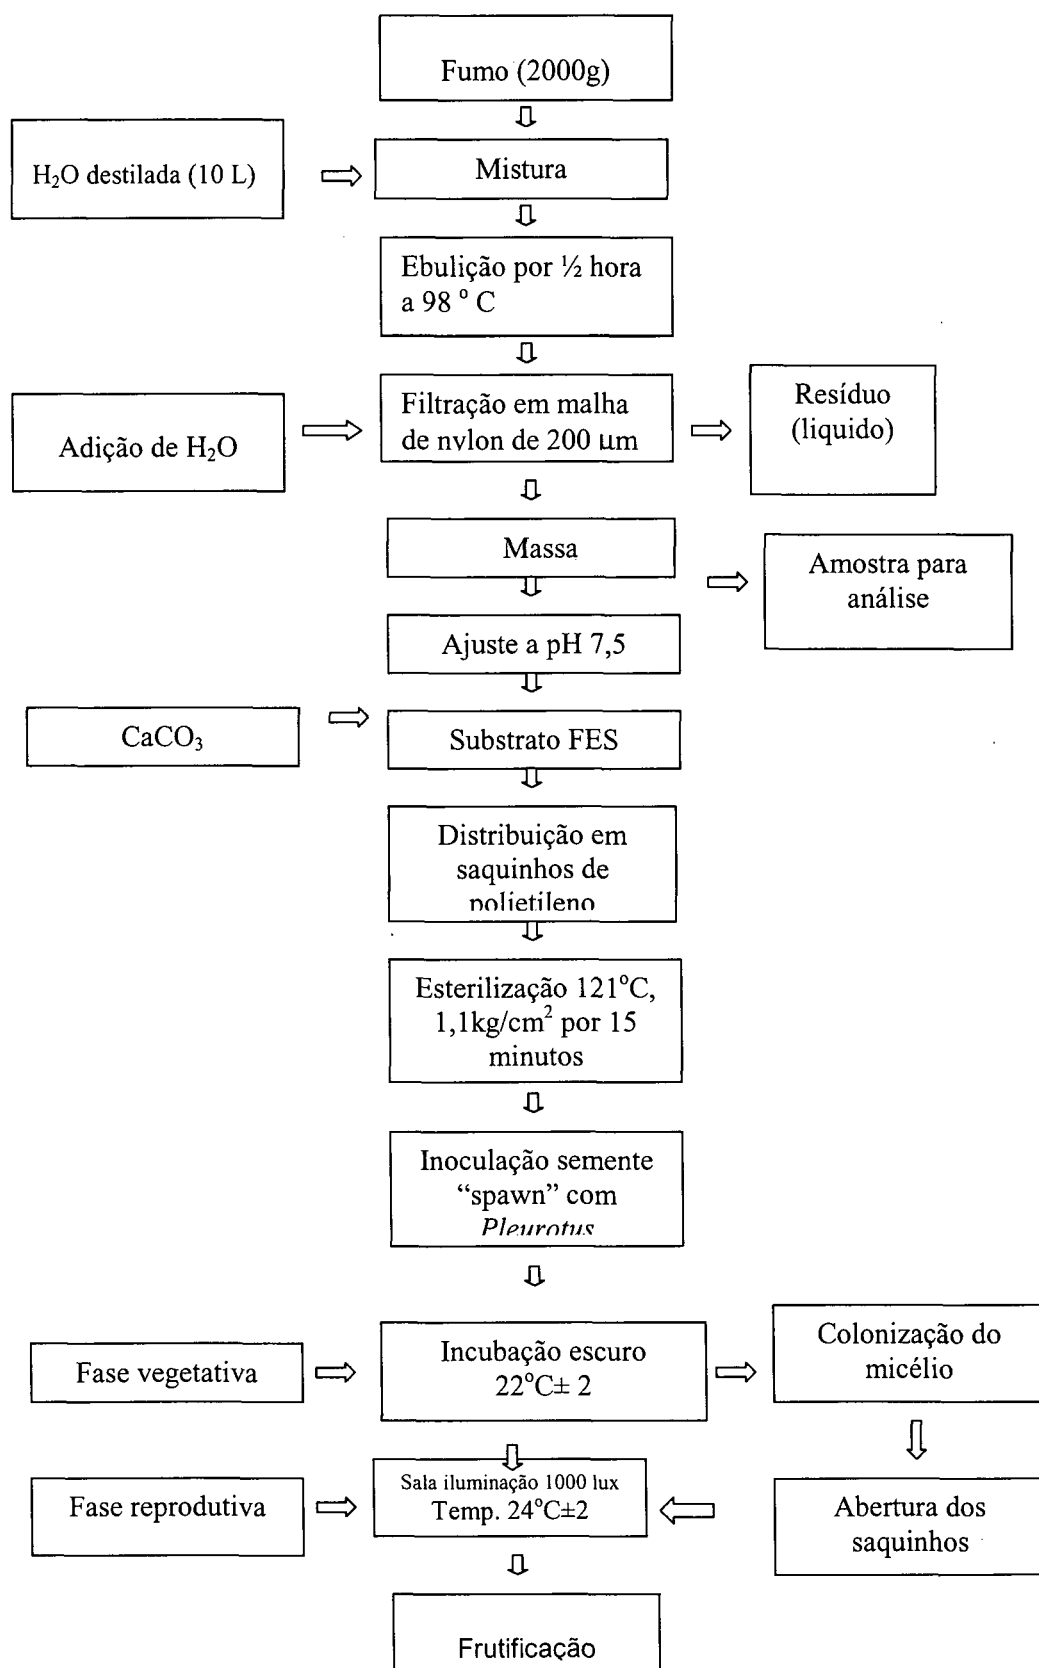 Fumo (2000g)
H₂O destilada (10 L)
Mistura
Ebulição por ½ hora
a 98 ° C
Adição de H₂O
Filtração em malha
de nylon de 200 µm
Resíduo
(liquido)
Massa
Amostra para
análise
Ajuste a pH 7,5
CaCO₃
Substrato FES
Distribuição em
saquinhos de
polietileno
Esterilização 121°C,
1,1kg/cm² por 15
minutos
Inoculação semente
“spawn” com
Pleurotus
Fase vegetativa
Incubação escuro
22°C± 2
Colonização do
micélio
Fase reprodutiva
Sala iluminação 1000 lux
Temp. 24°C±2
Abertura dos
saquinhos
Frutificação